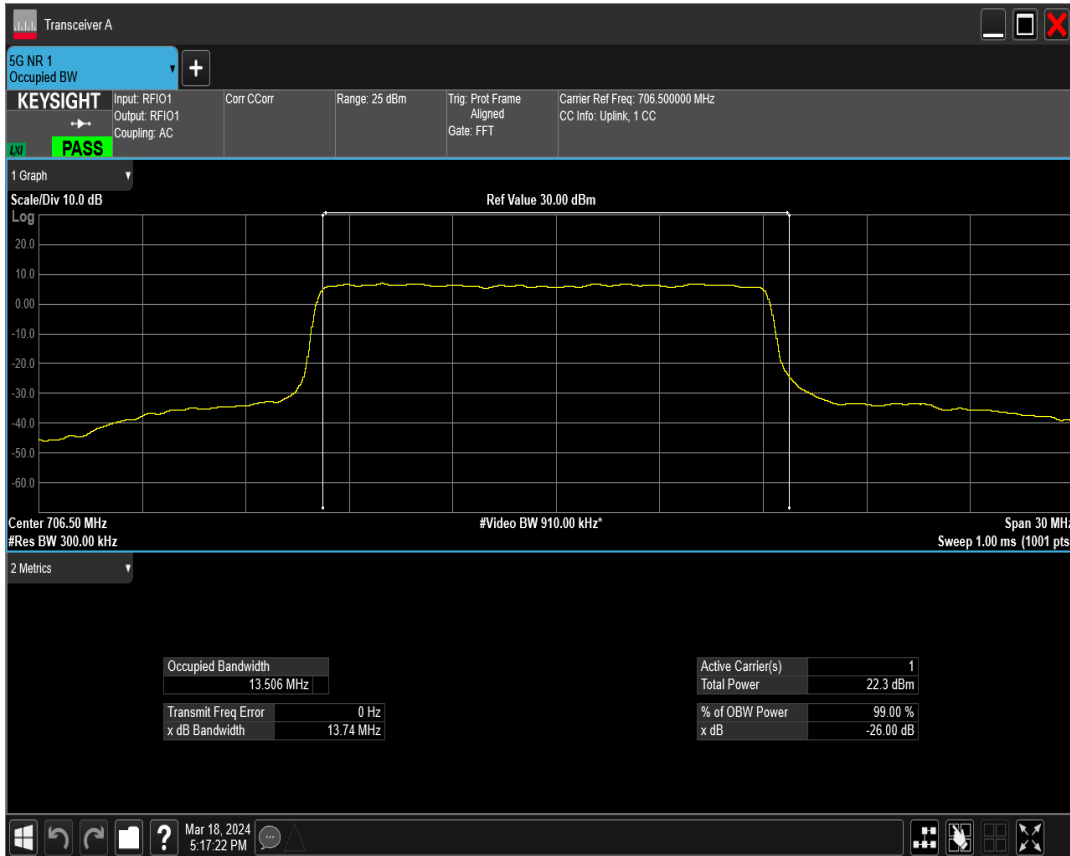 Transceiver A
5G NR 1
Occupied BW
+
KEYSIGHT
LXI
PASS
Input: RFIO1
Output: RFIO1
Coupling: AC
Corr CCorr
Range: 25 dBm
Trig: Prot Frame
Aligned
Gate: FFT
Carrier Ref Freq: 706.500000 MHz
CC Info: Uplink, 1 CC
1 Graph
Scale/Div 10.0 dB
Ref Value 30.00 dBm
Log
20.0
10.0
0.00
-10.0
-20.0
-30.0
-40.0
-50.0
-60.0
Center 706.50 MHz
#Video BW 910.00 kHz*
Span 30 MHz
#Res BW 300.00 kHz
Sweep 1.00 ms (1001 pts
2 Metrics
Occupied Bandwidth
13.506 MHz
Transmit Freq Error 0 Hz
x dB Bandwidth 13.74 MHz
Active Carrier(s) 1
Total Power 22.3 dBm
% of OBW Power 99.00 %
x dB -26.00 dB
?
Mar 18, 2024
5:17:22 PM